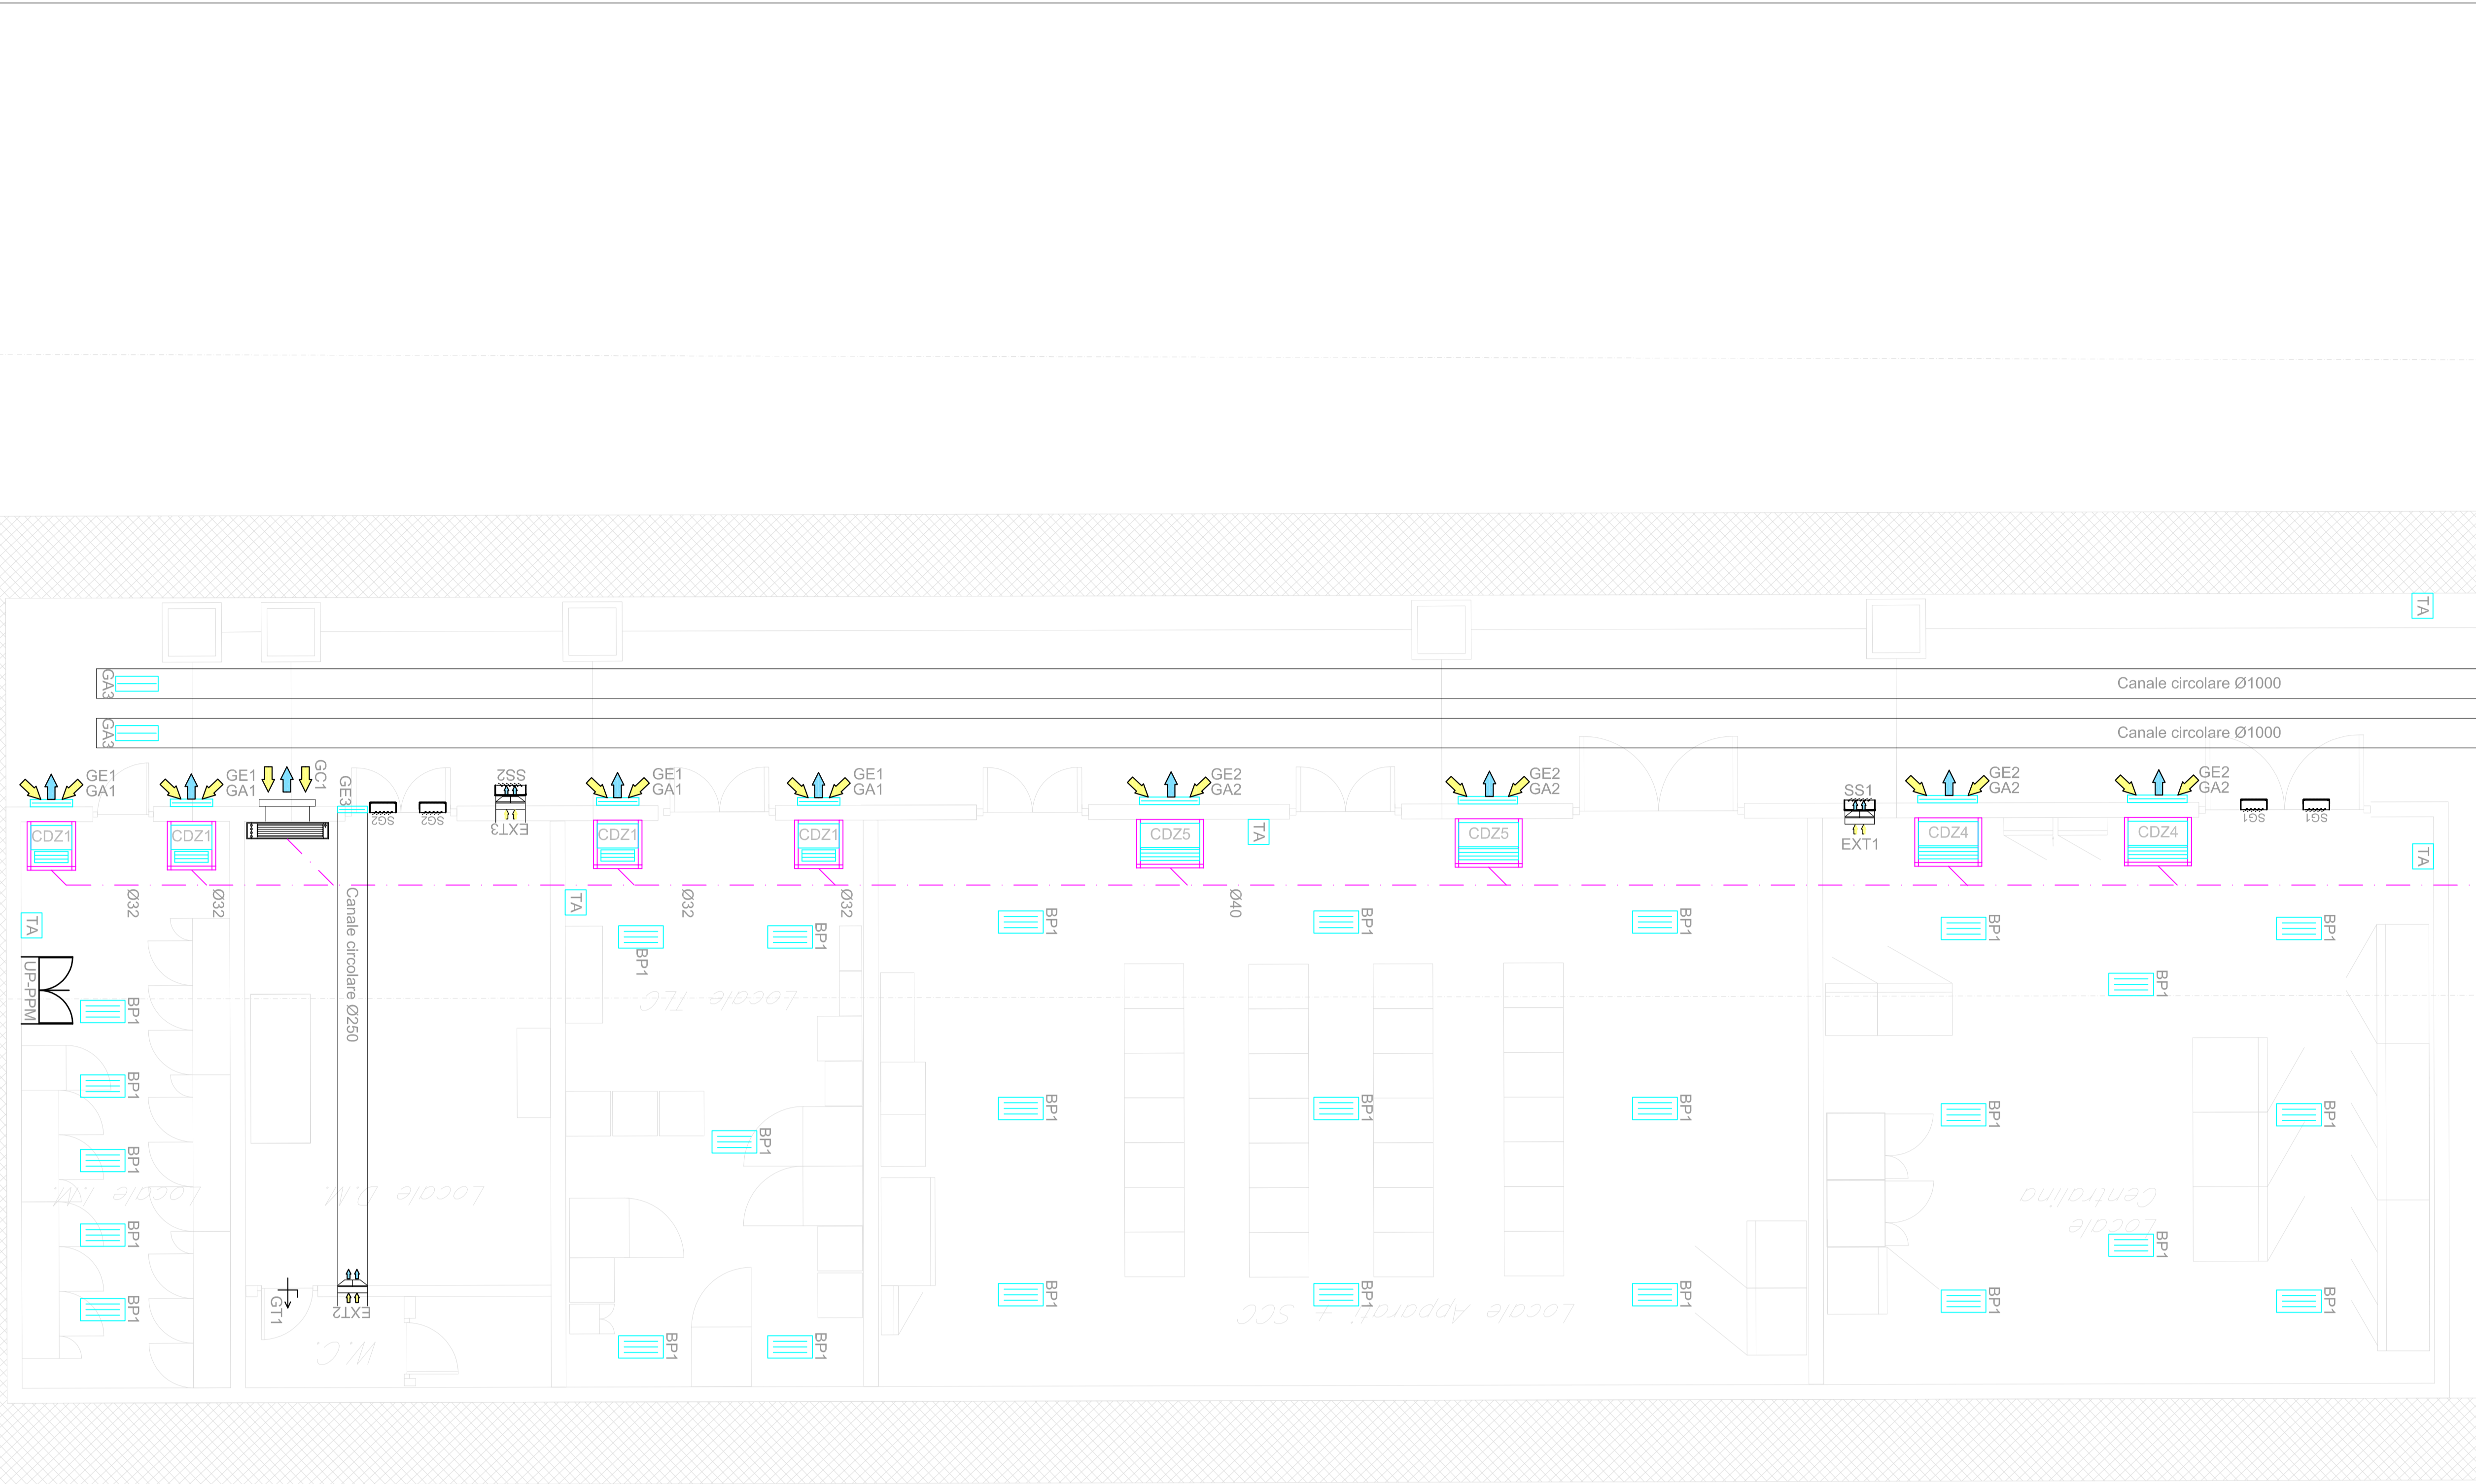 TA
GA3
Canale circolare Ø1000
GA3
Canale circolare Ø1000
GE1
GA1
GE1
GA1
GC1
GE3
SS2
GE1
GA1
GE1
GA1
GE2
GA2
GE2
GA2
SS1
GE2
GA2
GE2
GA2
SG2
SG2
SG1
SG1
CDZ1
CDZ1
EXT3
CDZ1
CDZ1
CDZ5
TA
CDZ5
EXT1
CDZ4
CDZ4
TA
Ø32
Ø32
Canale circolare Ø250
TA
Ø32
Ø32
Ø40
TA
BP1
BP1
BP1
BP1
BP1
BP1
BP1
UP-PPM
BP1
BP1
Locale TLC
BP1
BP1
BP1
BP1
BP1
BP1
BP1
BP1
BP1
Locale I.M.
Locale D.M.
Locale
Centralina
BP1
BP1
BP1
GT1
EXT2
BP1
BP1
BP1
BP1
BP1
Locale Apparati + SCC
W.C.
BP1
BP1